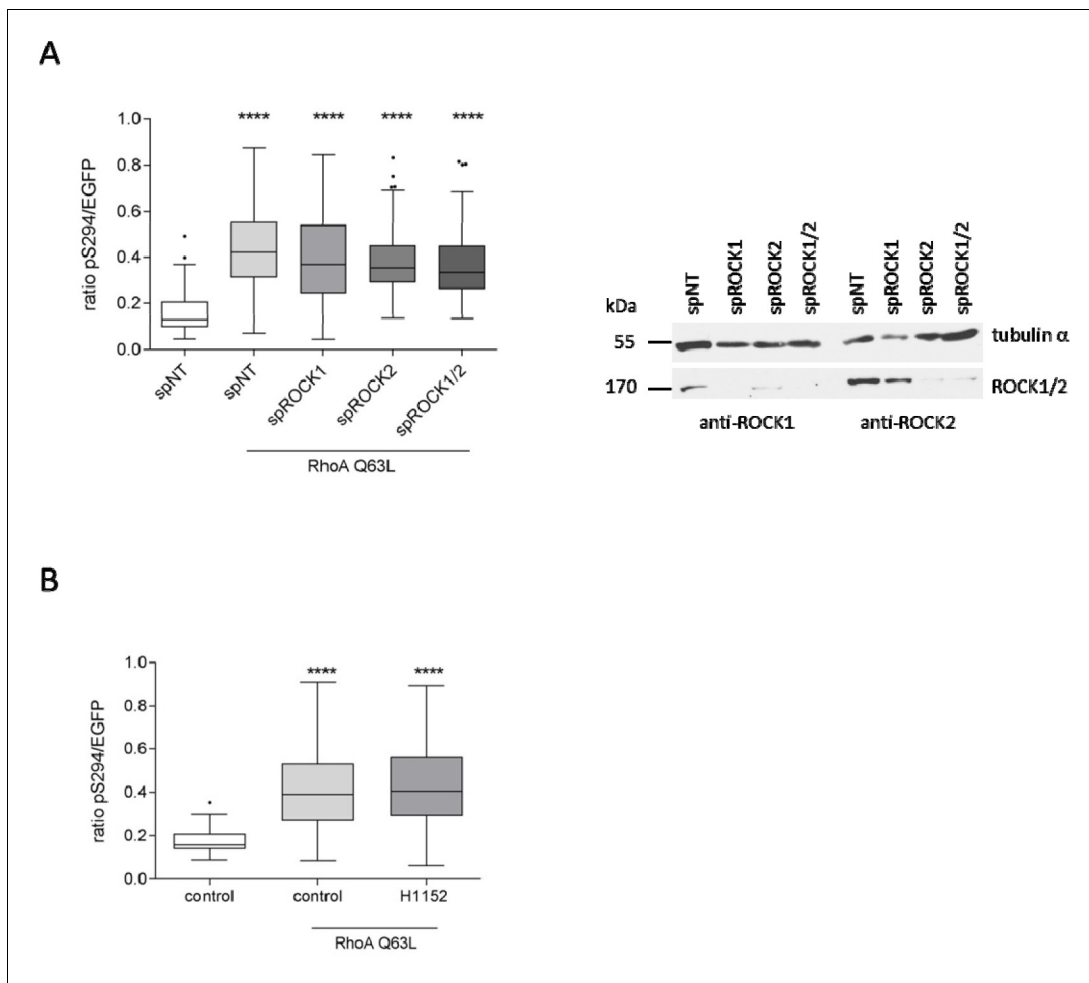 A
ratio pS294/EGFP
1.0
0.8
0.6
0.4
0.2
0.0
**** **** **** ****
spNT spNT spROCK1 spROCK2 spROCK1/2
RhoA Q63L
kDa
spNT spROCK1 spROCK2 spROCK1/2 spNT spROCK1 spROCK2 spROCK1/2
55 tubulin α
170 ROCK1/2
anti-ROCK1 anti-ROCK2
B
ratio pS294/EGFP
1.0
0.8
0.6
0.4
0.2
0.0
**** ****
control control H1152
RhoA Q63L